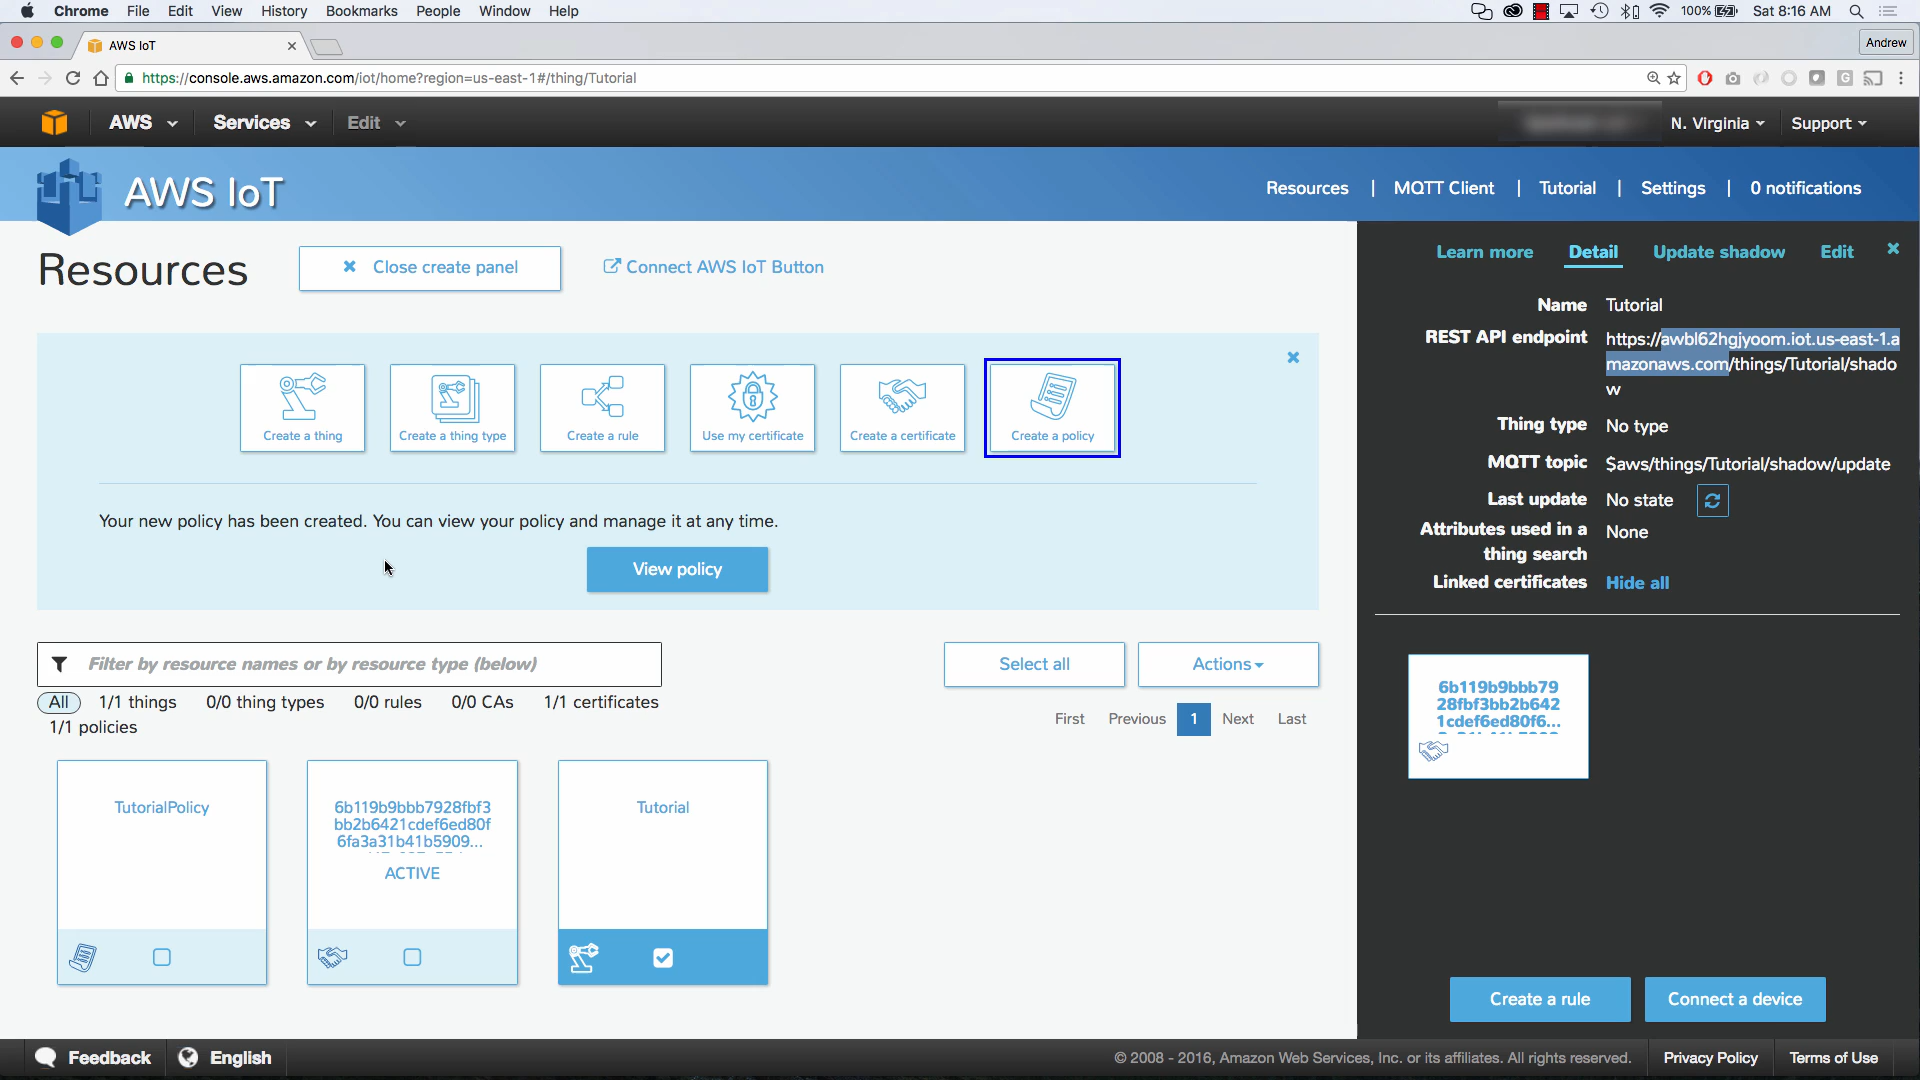 Chrome File Edit View History Bookmarks People Window Help 100% Sat 8:16 AM
AWS IoT
Andrew
https://console.aws.amazon.com/iot/home?region=us-east-1#/thing/Tutorial
AWS Services Edit N. Virginia Support
AWS IoT
Resources | MQTT Client | Tutorial | Settings | 0 notifications
Resources
Close create panel
Connect AWS IoT Button
Create a thing
Create a thing type
Create a rule
Use my certificate
Create a certificate
Create a policy
Your new policy has been created. You can view your policy and manage it at any time.
View policy
Filter by resource names or by resource type (below)
Select all
Actions
All 1/1 things 0/0 thing types 0/0 rules 0/0 CAs 1/1 certificates
1/1 policies
First Previous 1 Next Last
TutorialPolicy
6b119b9bbb7928fbf3
bb2b6421cdef6ed80f
6fa3a31b41b5909...
ACTIVE
Tutorial
Learn more Detail Update shadow Edit
Name Tutorial
REST API endpoint https://awbl62hgjyoom.iot.us-east-1.a
mazonaws.com/things/Tutorial/shado
w
Thing type No type
MQTT topic $aws/things/Tutorial/shadow/update
Last update No state
Attributes used in a None
thing search
Linked certificates Hide all
6b119b9bbb79
28fbf3bb2b642
1cdef6ed80f6...
Create a rule
Connect a device
Feedback English © 2008 - 2016, Amazon Web Services, Inc. or its affiliates. All rights reserved. Privacy Policy Terms of Use